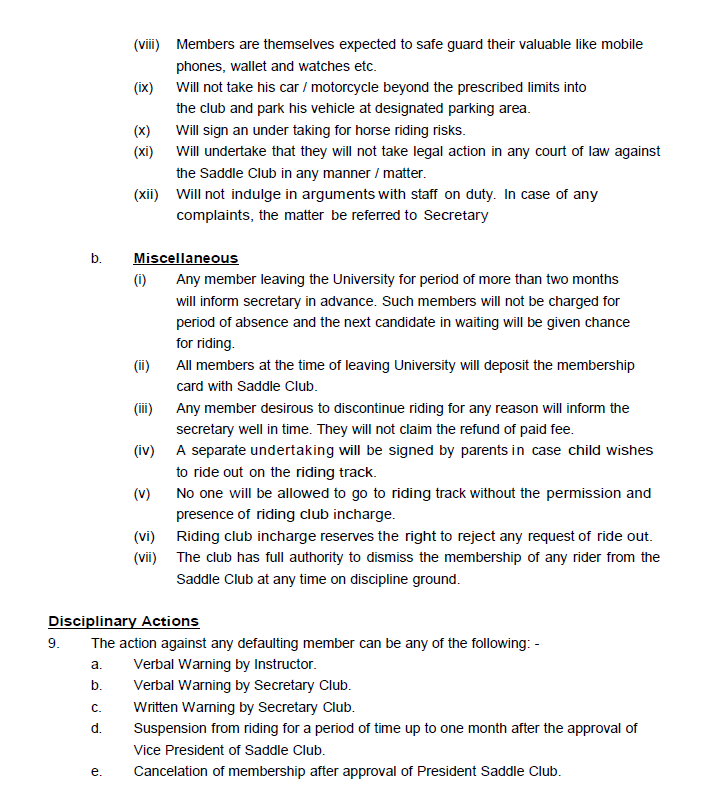 (viii) Members are themselves expected to safe guard their valuable like mobile
phones, wallet and watches etc.
(ix) Will not take his car / motorcycle beyond the prescribed limits into
the club and park his vehicle at designated parking area.
(x) Will sign an under taking for horse riding risks.
(xi) Will undertake that they will not take legal action in any court of law against
the Saddle Club in any manner / matter.
(xii) Will not indulge in arguments with staff on duty. In case of any
complaints, the matter be referred to Secretary
b. Miscellaneous
(i) Any member leaving the University for period of more than two months
will inform secretary in advance. Such members will not be charged for
period of absence and the next candidate in waiting will be given chance
for riding.
(ii) All members at the time of leaving University will deposit the membership
card with Saddle Club.
(iii) Any member desirous to discontinue riding for any reason will inform the
secretary well in time. They will not claim the refund of paid fee.
(iv) A separate undertaking will be signed by parents in case child wishes
to ride out on the riding track.
(v) No one will be allowed to go to riding track without the permission and
presence of riding club incharge.
(vi) Riding club incharge reserves the right to reject any request of ride out.
(vii) The club has full authority to dismiss the membership of any rider from the
Saddle Club at any time on discipline ground.
Disciplinary Actions
9. The action against any defaulting member can be any of the following: -
a. Verbal Warning by Instructor.
b. Verbal Warning by Secretary Club.
c. Written Warning by Secretary Club.
d. Suspension from riding for a period of time up to one month after the approval of
Vice President of Saddle Club.
e. Cancelation of membership after approval of President Saddle Club.